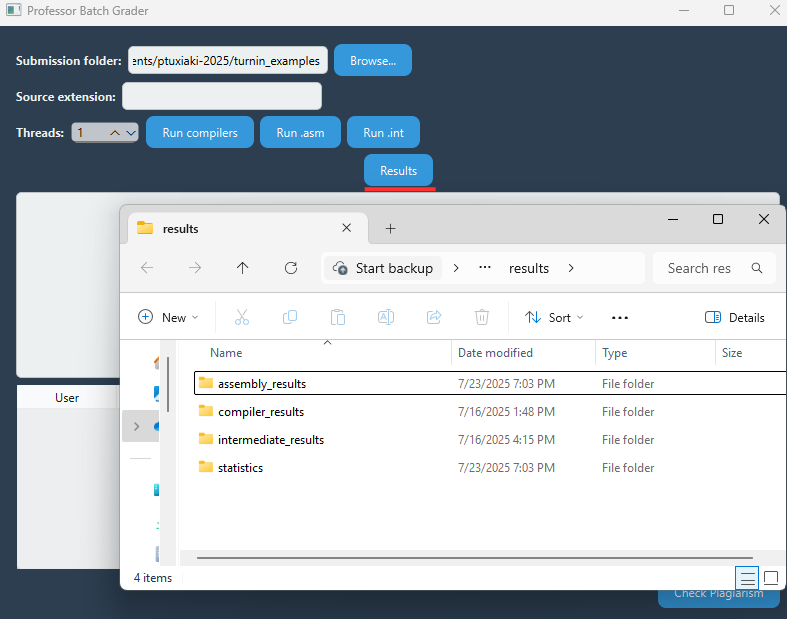 Professor Batch Grader
Submission folder: ents/ptuxiaki-2025/turnin_examples Browse...
Source extension:
Threads: 1 Run compilers Run .asm Run .int
Results
results
Start backup ... results Search res
New Sort ... Details
Name Date modified Type Size
assembly_results 7/23/2025 7:03 PM File folder
compiler_results 7/16/2025 1:48 PM File folder
intermediate_results 7/16/2025 4:15 PM File folder
statistics 7/23/2025 7:03 PM File folder
User
4 items
Check Plagiarism